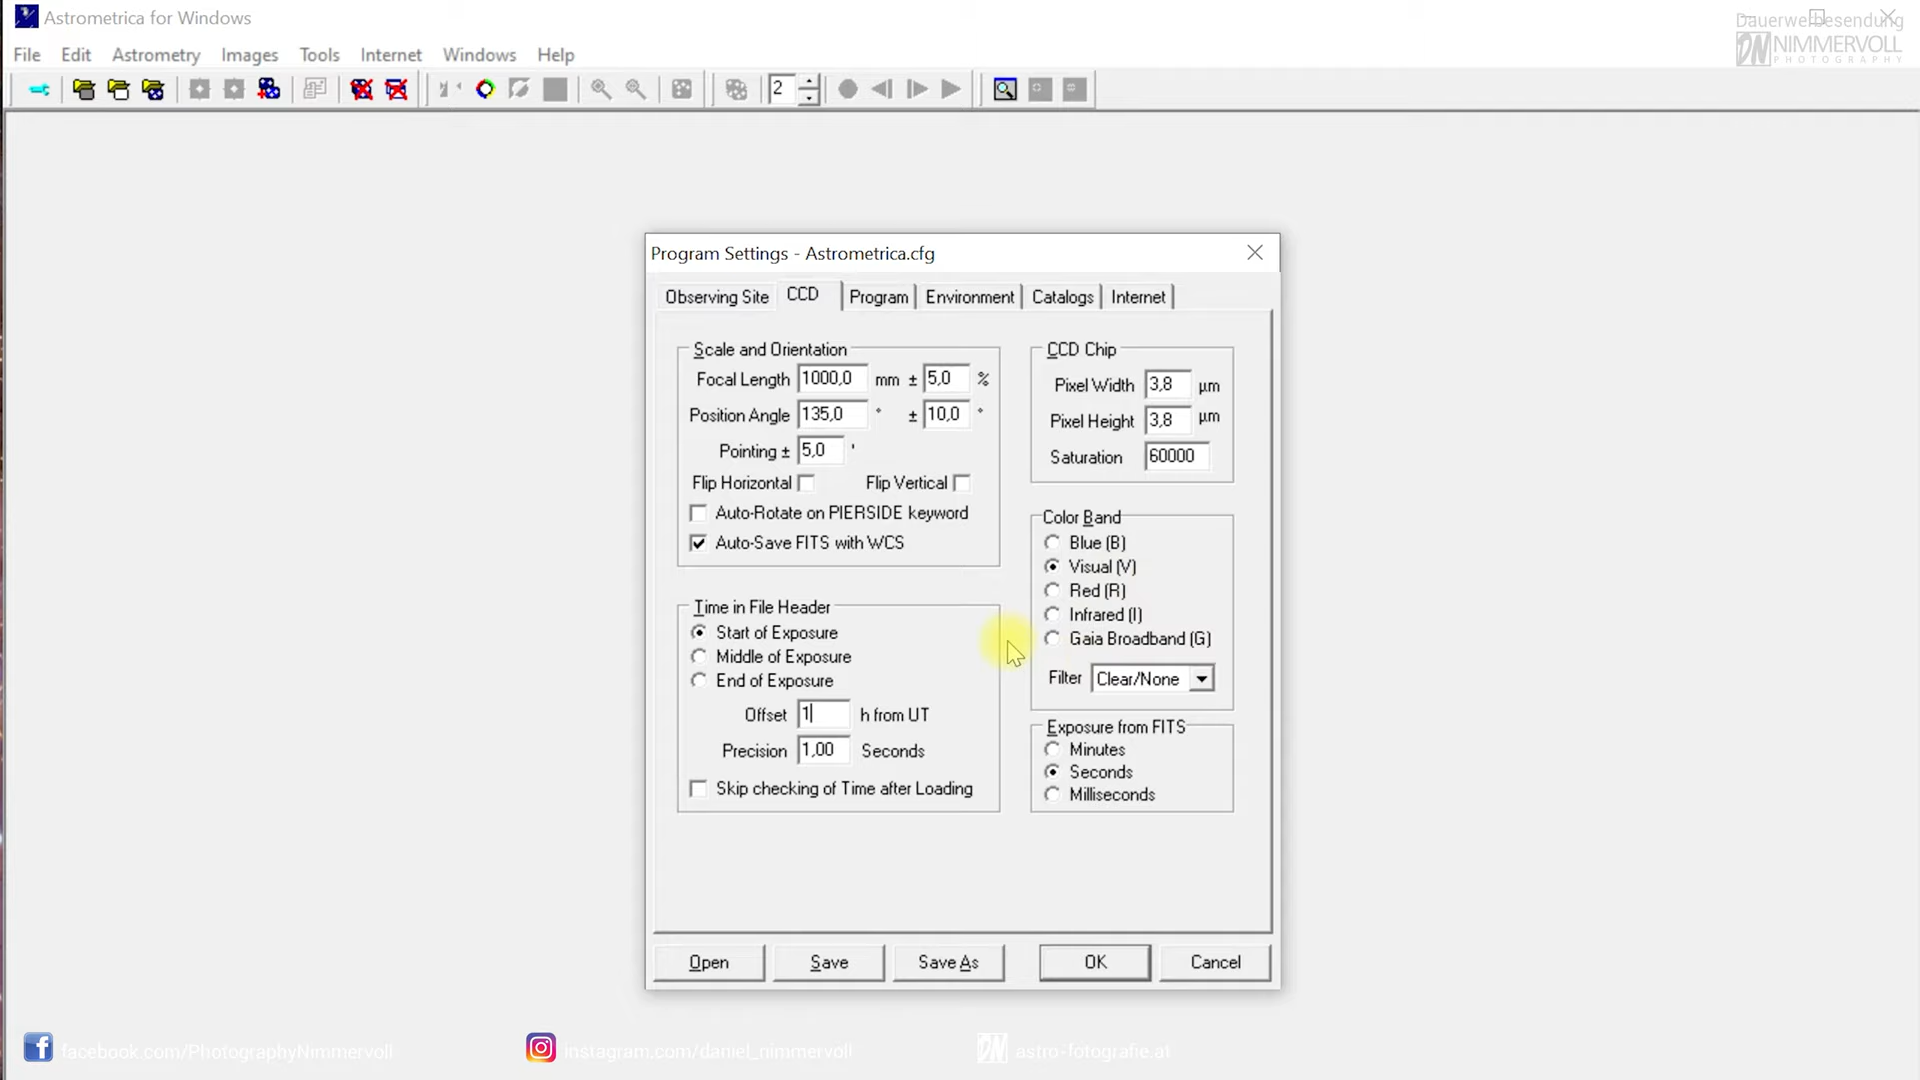 Astrometrica for Windows
Dauerwerbesendung
NIMMERVOLL
PHOTOGRAPHY
File Edit Astrometry Images Tools Internet Windows Help
2
Program Settings - Astrometrica.cfg
Observing Site CCD Program Environment Catalogs Internet
Scale and Orientation
Focal Length 1000,0 mm ± 5,0 %
Position Angle 135,0 ° ± 10,0 °
Pointing ± 5,0 '
Flip Horizontal Flip Vertical
Auto-Rotate on PIERSIDE keyword
Auto-Save FITS with WCS
CCD Chip
Pixel Width 3,8 µm
Pixel Height 3,8 µm
Saturation 60000
Color Band
Blue (B)
Visual (V)
Red (R)
Infrared (I)
Gaia Broadband (G)
Filter Clear/None
Time in File Header
Start of Exposure
Middle of Exposure
End of Exposure
Offset 1 h from UT
Precision 1,00 Seconds
Skip checking of Time after Loading
Exposure from FITS
Minutes
Seconds
Milliseconds
Open Save Save As OK Cancel
facebook.com/PhotographyNimmervoll
instagram.com/daniel_nimmervoll
DN astro-fotografie.at